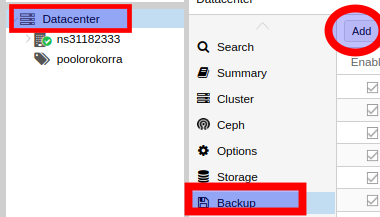 Datacenter
ns31182333
poolorokorra
Datacenter
Add
Enabl
Search
Summary
Cluster
Ceph
Options
Storage
Backup